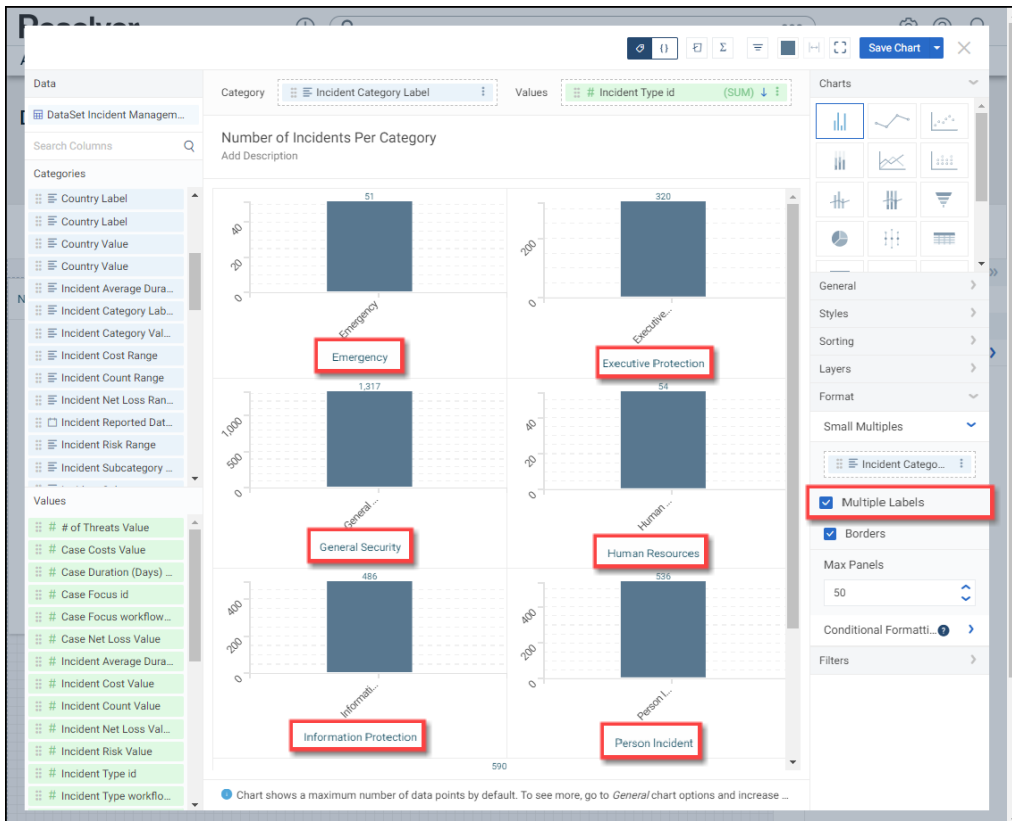 Resolver
Save Chart
Data
DataSet Incident Managem...
Search Columns
Categories
Country Label
Country Label
Country Value
Country Value
Incident Average Dura...
Incident Category Lab...
Incident Category Val...
Incident Cost Range
Incident Count Range
Incident Net Loss Ran...
Incident Reported Dat...
Incident Risk Range
Incident Subcategory ...
Values
# # of Threats Value
# Case Costs Value
# Case Duration (Days) ...
# Case Focus id
# Case Focus workflow...
# Case Net Loss Value
# Incident Average Dura...
# Incident Cost Value
# Incident Count Value
# Incident Net Loss Val...
# Incident Risk Value
# Incident Type id
# Incident Type workflo...
Category Incident Category Label Values # Incident Type id (SUM)
Number of Incidents Per Category
Add Description
51
40
20
0
Emergency
Emergency
320
200
0
Executive...
Executive Protection
1,317
1,000
500
0
General ...
General Security
54
40
20
0
Human ...
Human Resources
486
400
200
0
Informati...
Information Protection
536
400
200
0
Person I...
Person Incident
590
Chart shows a maximum number of data points by default. To see more, go to General chart options and increase ...
Charts
General
Styles
Sorting
Layers
Format
Small Multiples
Incident Catego...
Multiple Labels
Borders
Max Panels
50
Conditional Formatti... ?
Filters